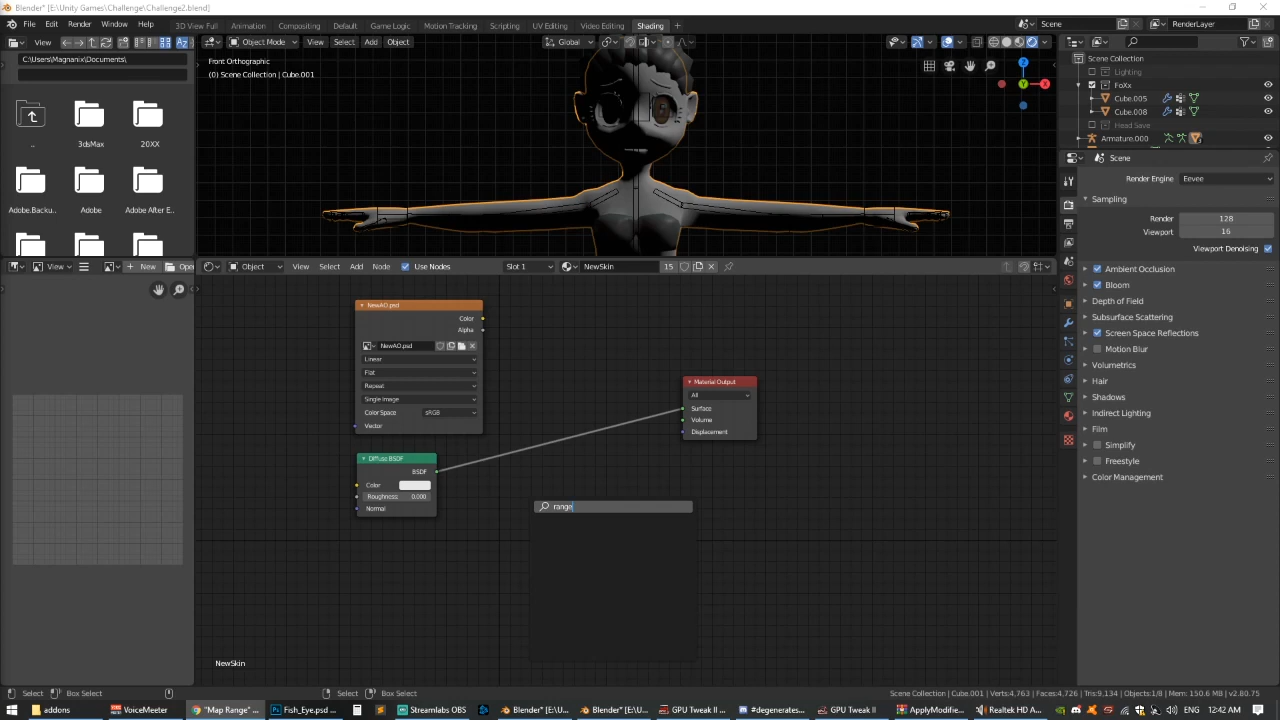 Blender* [E:\Unity Games\Challenge\Challenge2.blend]
File Edit Render Window Help 3D View Full Animation Compositing Default Game Logic Motion Tracking Scripting UV Editing Video Editing Shading + Scene RenderLayer
View
Object Mode View Select Add Object Global
C:\Users\Magnanix\Documents\
Front Orthographic
(0) Scene Collection | Cube.001
Scene Collection
Lighting
FoXx
Cube.005
Cube.008
Head Save
Armature.000
.. 3dsMax 20XX
Adobe.Backu.. Adobe Adobe After E..
Scene
Render Engine Eevee
Sampling
Render 128
Viewport 16
Viewport Denoising
Ambient Occlusion
Bloom
Depth of Field
Subsurface Scattering
Screen Space Reflections
Motion Blur
Volumetrics
Hair
Shadows
Indirect Lighting
Film
Simplify
Freestyle
Color Management
View New Open
Object View Select Add Node Use Nodes Slot 1 NewSkin 15
NewAO.psd
Color
Alpha
NewAO.psd
Linear
Flat
Repeat
Single Image
Color Space sRGB
Vector
Diffuse BSDF
BSDF
Color
Roughness 0.000
Normal
Material Output
All
Surface
Volume
Displacement
range
NewSkin
Select Box Select Select Box Select Scene Collection | Cube.001 | Verts:4,763 | Faces:4,726 | Tris:9,134 | Objects:1/8 | Mem: 150.6 MB | v2.80.75
addons VoiceMeeter "Map Range" ... Fish_Eye.psd ... Streamlabs OBS Blender* [E:\U... Blender* [E:\U... GPU Tweak II ... #degenerates... GPU Tweak II ApplyModifie... Realtek HD A... ENG 12:42 AM